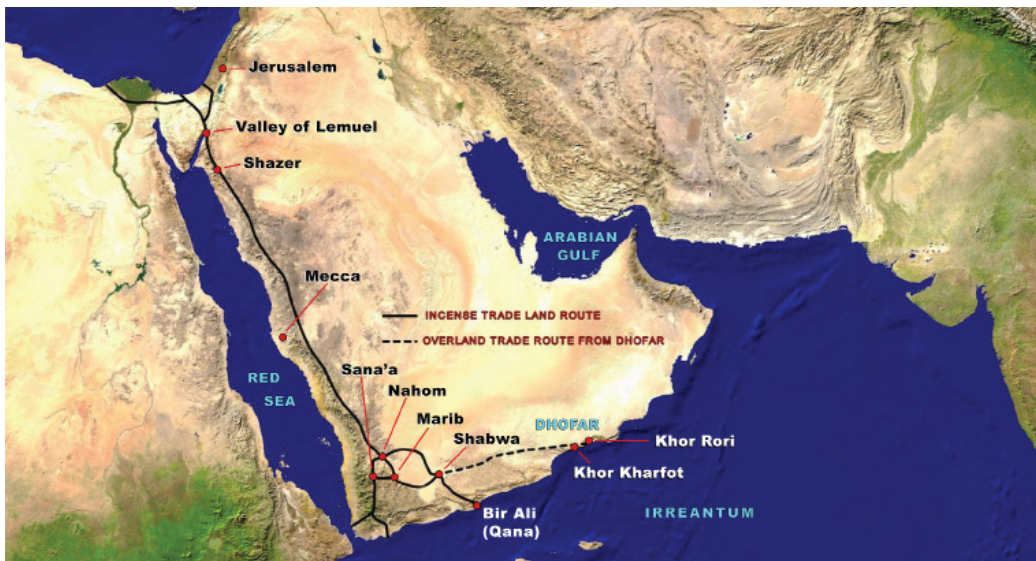 Jerusalem
Valley of Lemuel
Shazer
ARABIAN
GULF
Mecca
INCENSE TRADE LAND ROUTE
OVERLAND TRADE ROUTE FROM DHOFAR
Sana'a
RED
SEA
Nahom
Marib
Shabwa
DHOFAR
Khor Rori
Khor Kharfot
Bir Ali
(Qana)
IRREANTUM